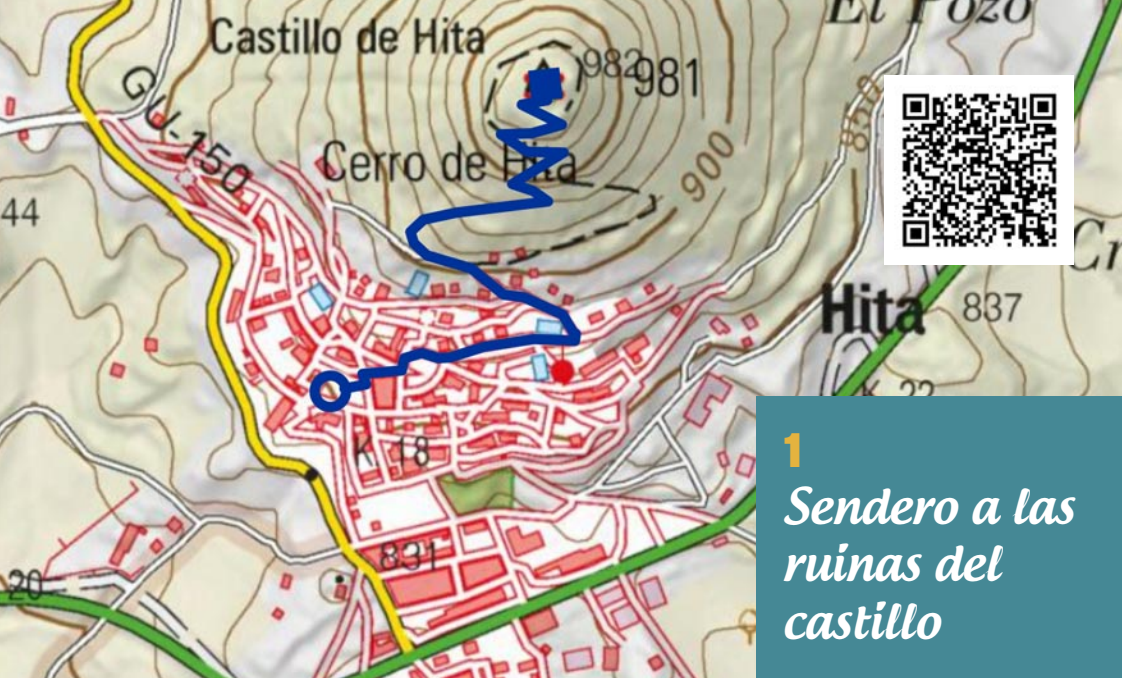 El Pozo
Castillo de Hita
982
981
830
GU-150
Cerro de Hita
900
44
Cr
Hita
837
K 22
K 18
831
20
1
Sendero a las
ruinas del
castillo